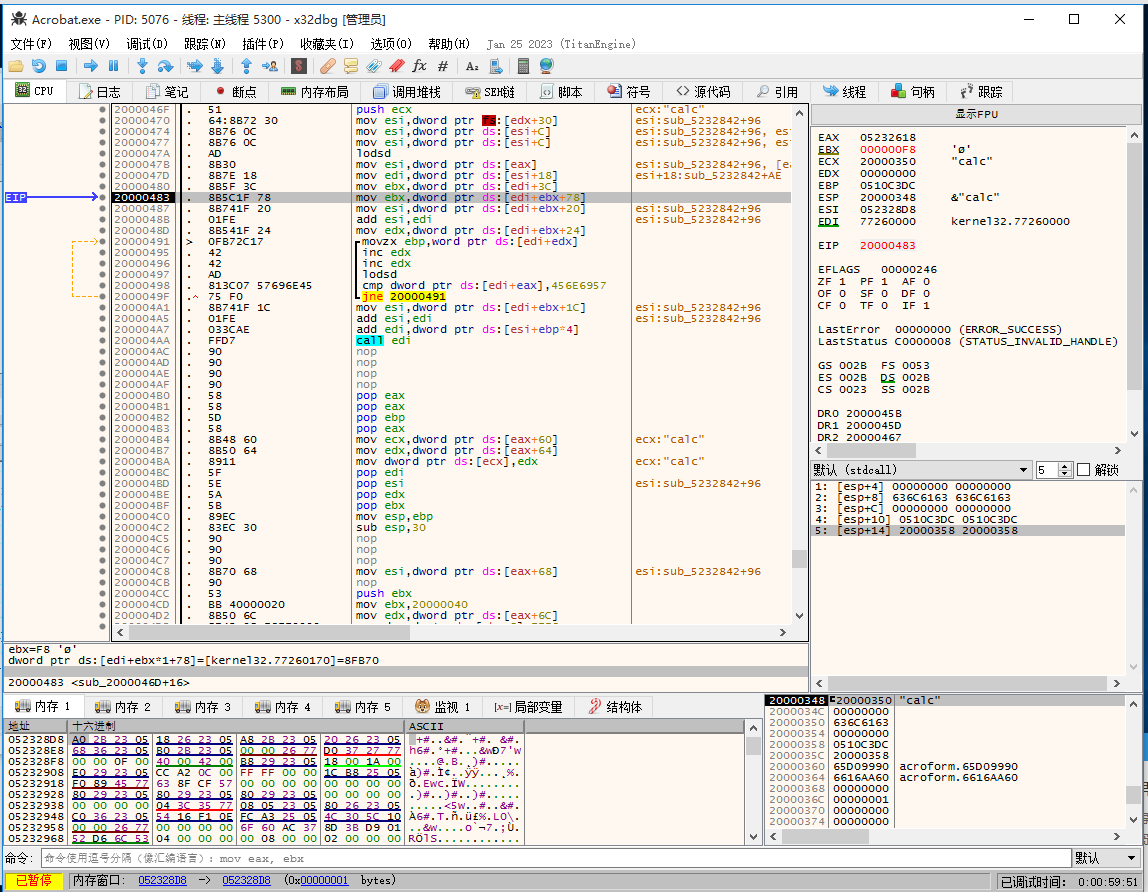 Acrobat.exe - PID: 5076 - 线程: 主线程 5300 - x32dbg [管理员]
文件(F) 视图(V) 调试(D) 跟踪(N) 插件(P) 收藏夹(I) 选项(O) 帮助(H) Jan 25 2023 (TitanEngine)
CPU 日志 笔记 断点 内存布局 调用堆栈 SEH链 脚本 符号 源代码 引用 线程 句柄 跟踪
2000046F . 51 push ecx ecx:"calc"
20000470 . 64:8B72 30 mov esi,dword ptr fs:[edx+30] esi:sub_5232842+96
20000474 . 8B76 0C mov esi,dword ptr ds:[esi+C] esi:sub_5232842+96, esi
20000477 . 8B76 0C mov esi,dword ptr ds:[esi+C] esi:sub_5232842+96, esi
2000047A . AD lodsd
2000047B . 8B30 mov esi,dword ptr ds:[eax] esi:sub_5232842+96, [ea
2000047D . 8B7E 18 mov edi,dword ptr ds:[esi+18] esi+18:sub_5232842+AE
20000480 . 8B5F 3C mov ebx,dword ptr ds:[edi+3C]
EIP 20000483 . 8B5C1F 78 mov ebx,dword ptr ds:[edi+ebx+78]
20000487 . 8B741F 20 mov esi,dword ptr ds:[edi+ebx+20] esi:sub_5232842+96
2000048B . 01FE add esi,edi esi:sub_5232842+96
2000048D . 8B541F 24 mov edx,dword ptr ds:[edi+ebx+24]
20000491 > 0FB72C17 movzx ebp,word ptr ds:[edi+edx]
20000495 . 42 inc edx
20000496 . 42 inc edx
20000497 . AD lodsd
20000498 . 813C07 57696E45 cmp dword ptr ds:[edi+eax],456E6957
2000049F .^ 75 F0 jne 20000491
200004A1 . 8B741F 1C mov esi,dword ptr ds:[edi+ebx+1C] esi:sub_5232842+96
200004A5 . 01FE add esi,edi esi:sub_5232842+96
200004A7 . 033CAE add edi,dword ptr ds:[esi+ebp*4]
200004AA . FFD7 call edi
200004AC . 90 nop
200004AD . 90 nop
200004AE . 90 nop
200004AF . 90 nop
200004B0 . 58 pop eax
200004B1 . 58 pop eax
200004B2 . 5D pop ebp
200004B3 . 58 pop eax
200004B4 . 8B48 60 mov ecx,dword ptr ds:[eax+60] ecx:"calc"
200004B7 . 8B50 64 mov edx,dword ptr ds:[eax+64]
200004BA . 8911 mov dword ptr ds:[ecx],edx ecx:"calc"
200004BC . 5F pop edi
200004BD . 5E pop esi esi:sub_5232842+96
200004BE . 5A pop edx
200004BF . 5B pop ebx
200004C0 . 89EC mov esp,ebp
200004C2 . 83EC 30 sub esp,30
200004C5 . 90 nop
200004C6 . 90 nop
200004C7 . 90 nop
200004C8 . 8B70 68 mov esi,dword ptr ds:[eax+68] esi:sub_5232842+96
200004CB . 90 nop
200004CC . 53 push ebx
200004CD . BB 40000020 mov ebx,20000040
200004D2 . 8B50 6C mov edx,dword ptr ds:[eax+6C]
显示FPU
EAX 05232618
EBX 000000F8 'ø'
ECX 20000350 "calc"
EDX 00000000
EBP 0510C3DC
ESP 20000348 &"calc"
ESI 052328D8
EDI 77260000 kernel32.77260000
EIP 20000483
EFLAGS 00000246
ZF 1 PF 1 AF 0
OF 0 SF 0 DF 0
CF 0 TF 0 IF 1
LastError 00000000 (ERROR_SUCCESS)
LastStatus C0000008 (STATUS_INVALID_HANDLE)
GS 002B FS 0053
ES 002B DS 002B
CS 0023 SS 002B
DR0 2000045B
DR1 2000045D
DR2 20000467
默认 (stdcall) 5 解锁
1: [esp+4] 00000000 00000000
2: [esp+8] 636C6163 636C6163
3: [esp+C] 00000000 00000000
4: [esp+10] 0510C3DC 0510C3DC
5: [esp+14] 20000358 20000358
ebx=F8 'ø'
dword ptr ds:[edi+ebx*1+78]=[kernel32.77260170]=8FB70
20000483 <sub_2000046D+16>
内存 1 内存 2 内存 3 内存 4 内存 5 监视 1 局部变量 结构体
地址 十六进制 ASCII
052328D8 A0 2B 23 05 18 26 23 05 A8 2B 23 05 20 26 23 05
052328E8 68 36 23 05 B0 2B 23 05 00 00 26 77 D0 37 27 77
052328F8 00 00 0F 00 40 00 42 00 B8 29 23 05 18 00 1A 00
05232908 E0 29 23 05 CC A2 0C 00 FF FF 00 00 1C B8 25 05
05232918 F0 89 45 77 63 8F CF 57 00 00 00 00 00 00 00 00
05232928 80 29 23 05 80 29 23 05 80 29 23 05
05232938 00 00 00 00 04 3C 35 77 08 05 23 05 80 26 23 05
05232948 C0 36 23 05 54 16 F1 0E FC A3 25 05 4C 30 5C 10
05232958 00 00 26 77 00 00 00 00 6F 60 AC 37 8D 3B D9 01
05232968 52 D6 6C 53 04 00 00 00 00 08 00 00 02 00 00 00
20000348 20000350 "calc"
2000034C 00000000
20000350 636C6163
20000354 00000000
20000358 0510C3DC
2000035C 20000358
20000360 65D09990 acroform.65D09990
20000364 6616AA60 acroform.6616AA60
20000368 00000000
2000036C 00000001
20000370 00000000
20000374 00000000
命令: 命令使用逗号分隔（像汇编语言）: mov eax, ebx 默认
已暂停 内存窗口: 052328D8 -> 052328D8 (0x00000001 bytes) 已调试时间: 0:00:59:51